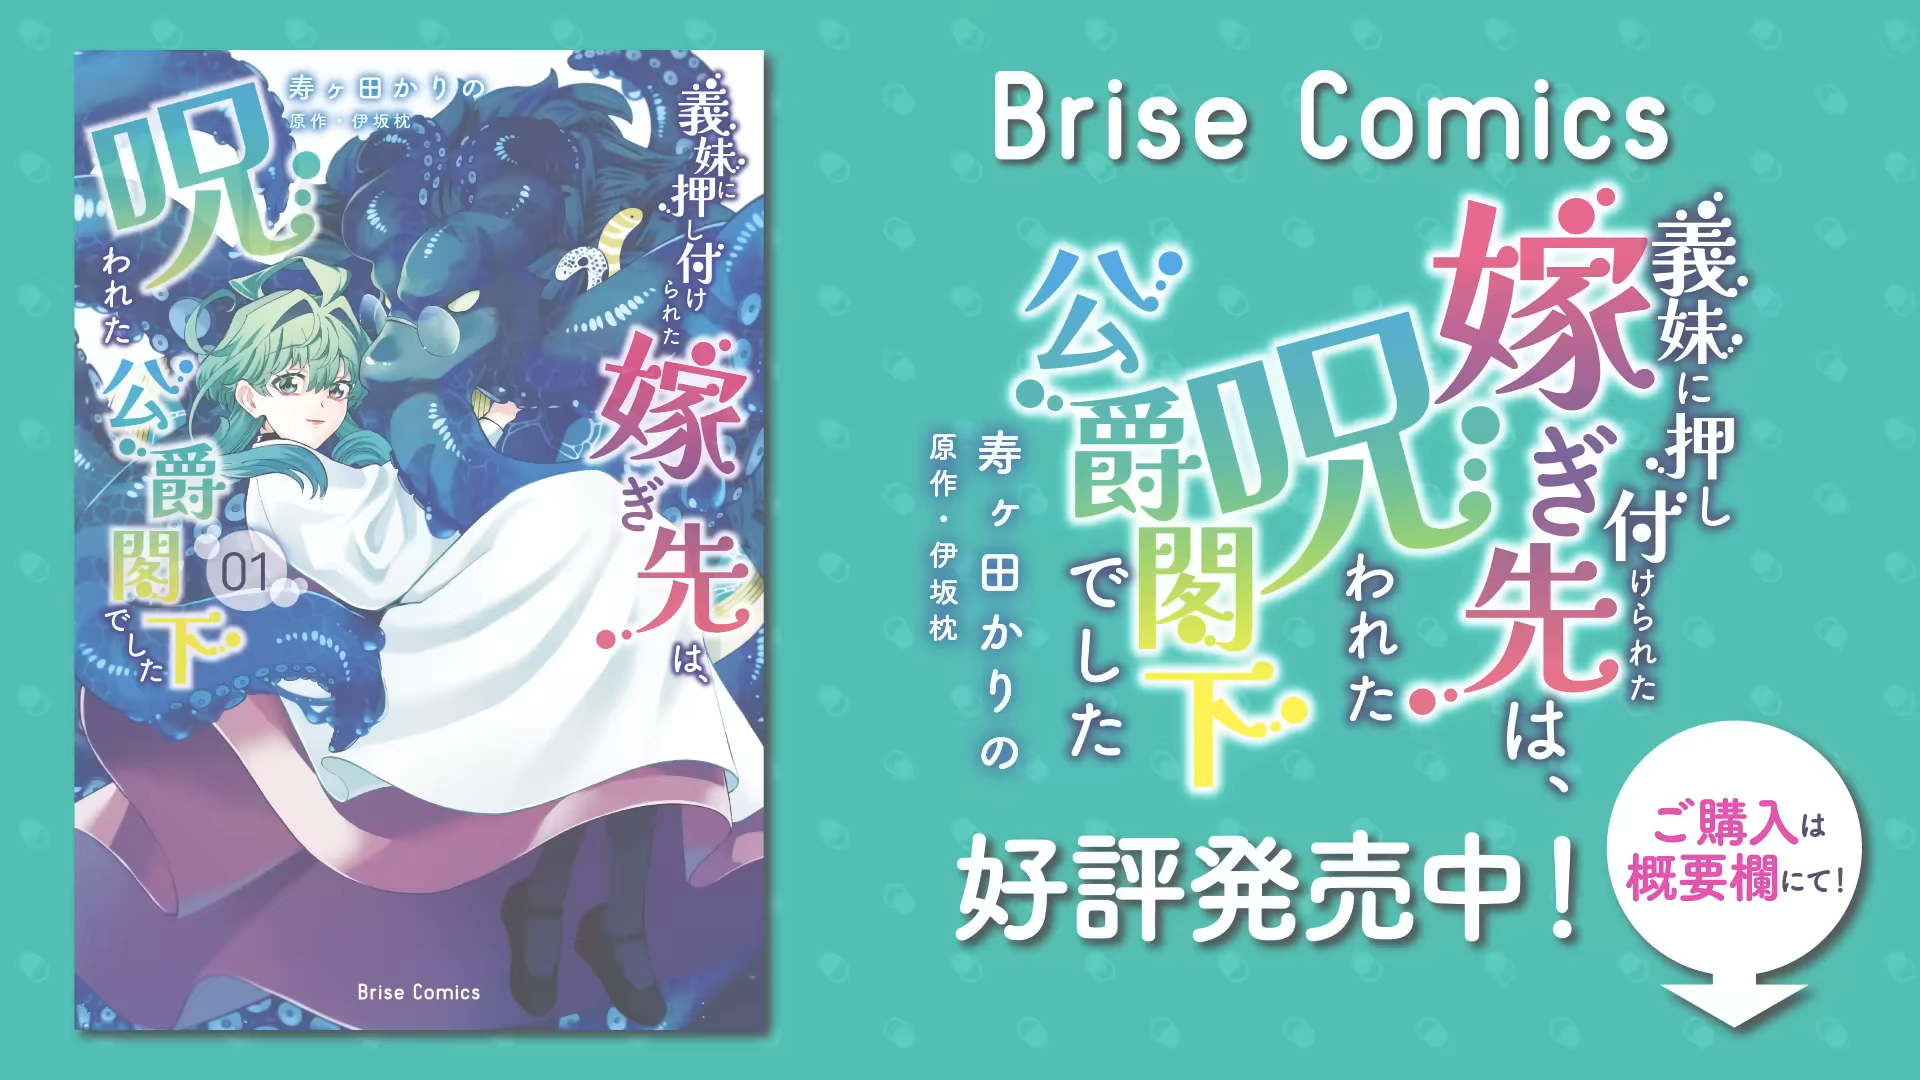 寿ヶ田かりの
原作・伊坂枕
義妹に押し付けられた
嫁ぎ先は、
呪われた
公爵閣下でした
01
Brise Comics
Brise Comics
義妹に押し付けられた
嫁ぎ先は、
呪われた
公爵閣下でした
寿ヶ田かりの
原作・伊坂枕
好評発売中！
ご購入は
概要欄にて！